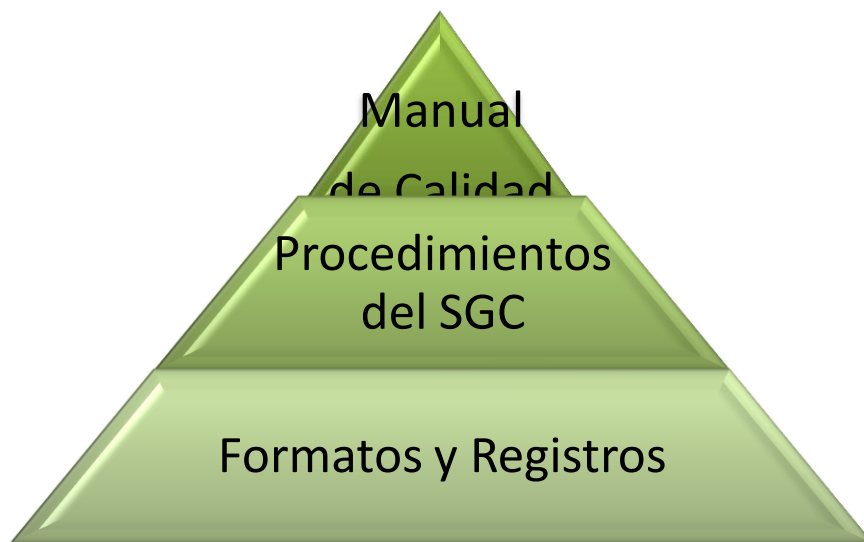 Manual
de Calidad
Procedimientos
del SGC
Formatos y Registros